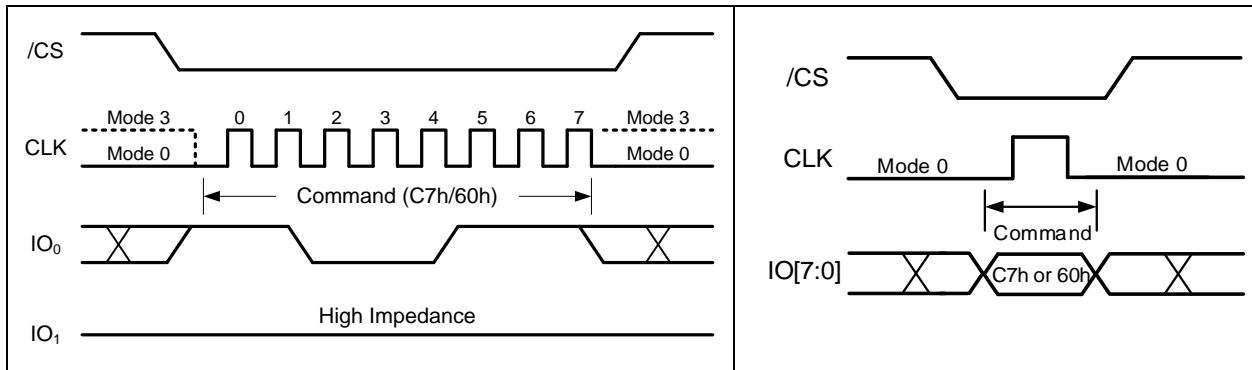 /CS
Mode 3 0 1 2 3 4 5 6 7 Mode 3
CLK
Mode 0 Mode 0
Command (C7h/60h)
IO0
High Impedance
IO1
/CS
CLK
Mode 0 Mode 0
Command
IO[7:0] C7h or 60h